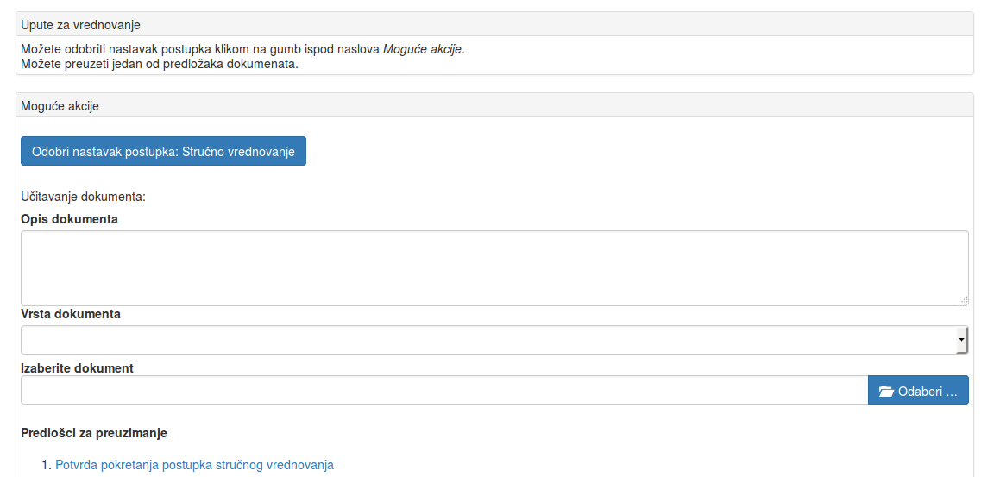 Upute za vrednovanje
Možete odobriti nastavak postupka klikom na gumb ispod naslova Moguće akcije.
Možete preuzeti jedan od predložaka dokumenata.
Moguće akcije
Odobri nastavak postupka: Stručno vrednovanje
Učitavanje dokumenta:
Opis dokumenta
Vrsta dokumenta
Izaberite dokument
Odaberi …
Predlošci za preuzimanje
1. Potvrda pokretanja postupka stručnog vrednovanja